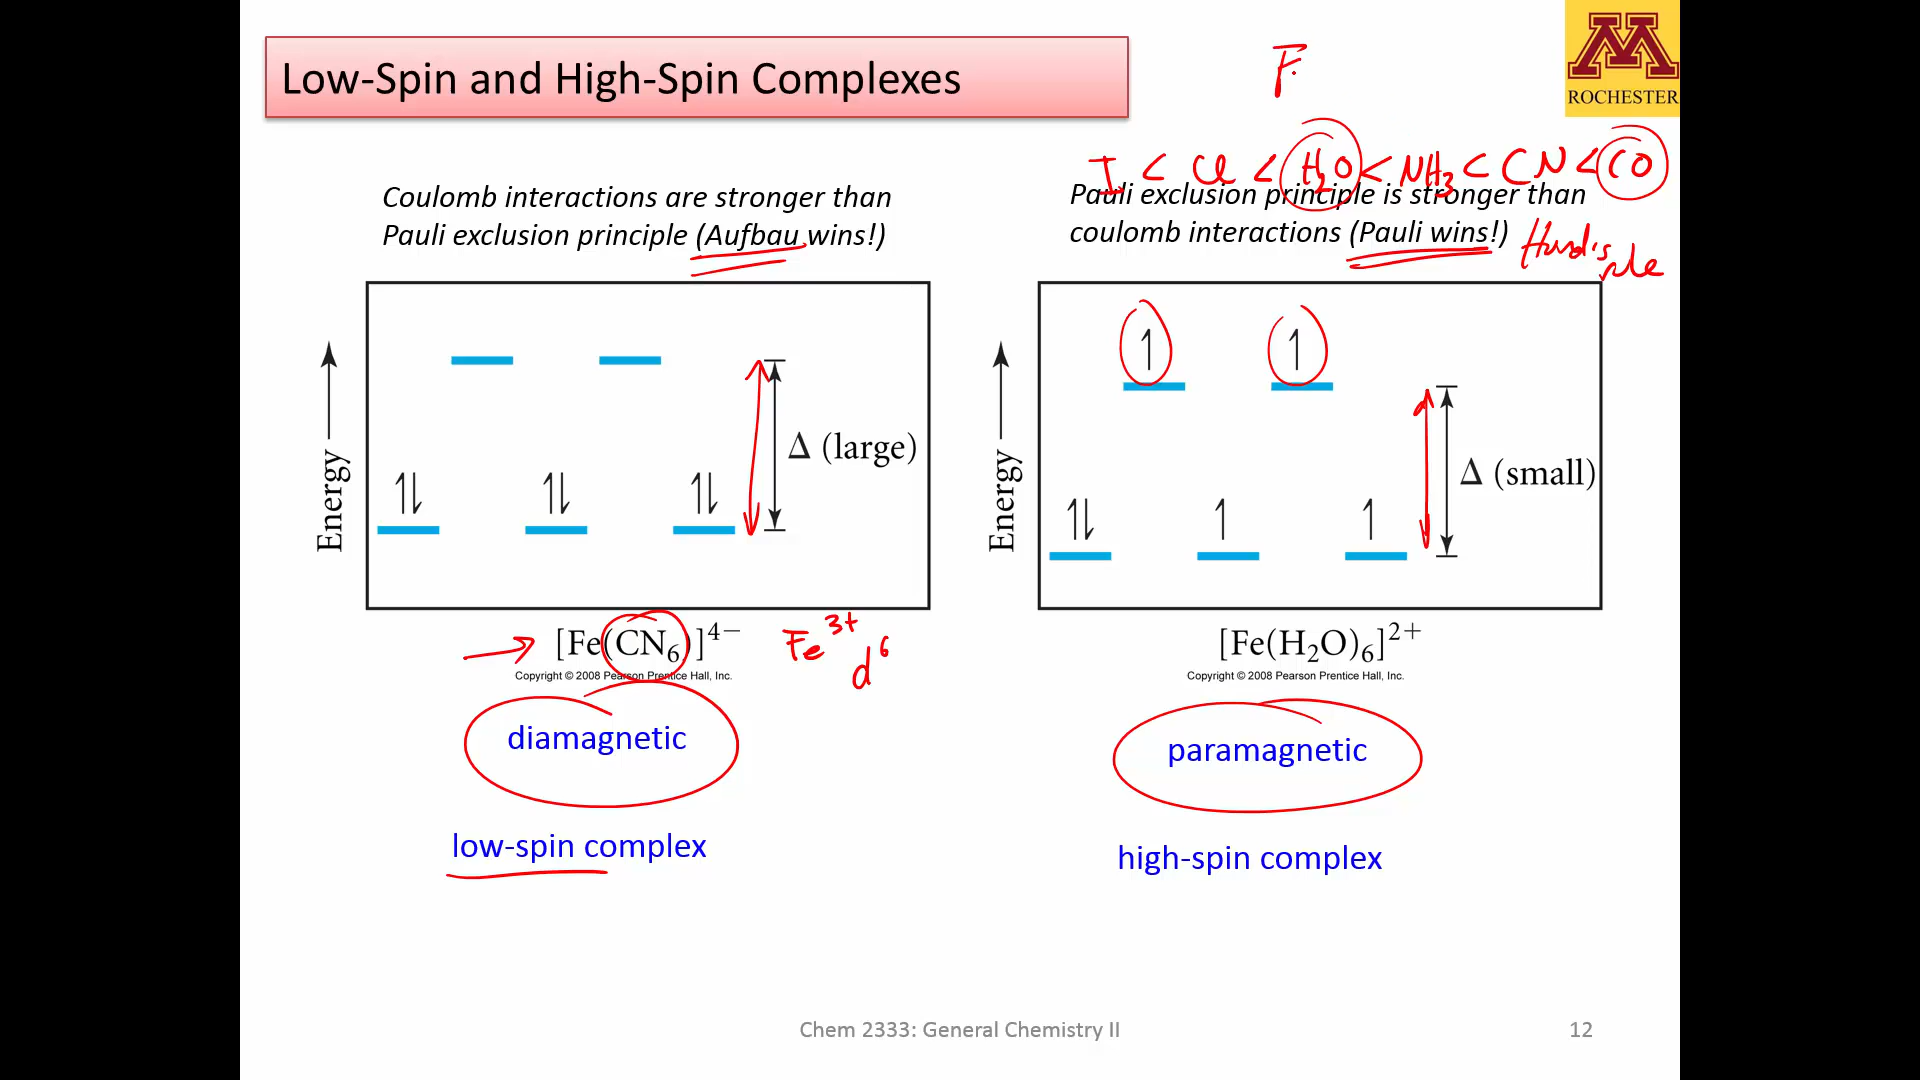 Low-Spin and High-Spin Complexes
F
ROCHESTER
I < Cl < H₂O < NH₃ < CN < CO
Coulomb interactions are stronger than
Pauli exclusion principle (Aufbau wins!)
Pauli exclusion principle is stronger than
coulomb interactions (Pauli wins!)
Hund's
rule
Energy
Δ (large)
Energy
Δ (small)
[Fe(CN₆)]⁴⁻
Fe³⁺
d⁶
Copyright © 2008 Pearson Prentice Hall, Inc.
[Fe(H₂O)₆]²⁺
Copyright © 2008 Pearson Prentice Hall, Inc.
diamagnetic
paramagnetic
low-spin complex
high-spin complex
Chem 2333: General Chemistry II
12